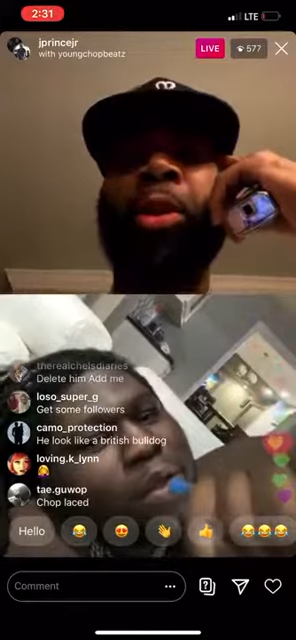 2:31
LTE
jprincejr
with youngchopbeatz
LIVE
577
therealchelsdiaries
Delete him Add me
loso_super_g
Get some followers
camo_protection
He look like a british bulldog
loving.k_lynn
tae.guwop
Chop laced
Hello
Comment